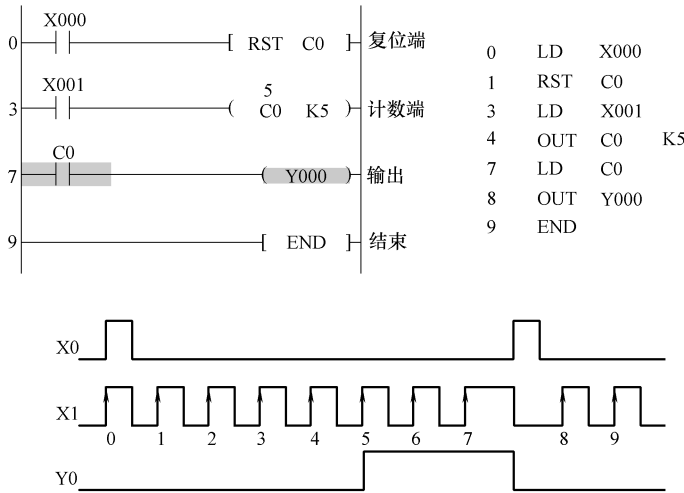 X000
0 [ RST C0 ] 复位端
X001
5
3 ( C0 K5 ) 计数端
C0
7 ( Y000 ) 输出
9 [ END ] 结束
0 LD X000
1 RST C0
3 LD X001
4 OUT C0 K5
7 LD C0
8 OUT Y000
9 END
X0
X1
0 1 2 3 4 5 6 7 8 9
Y0